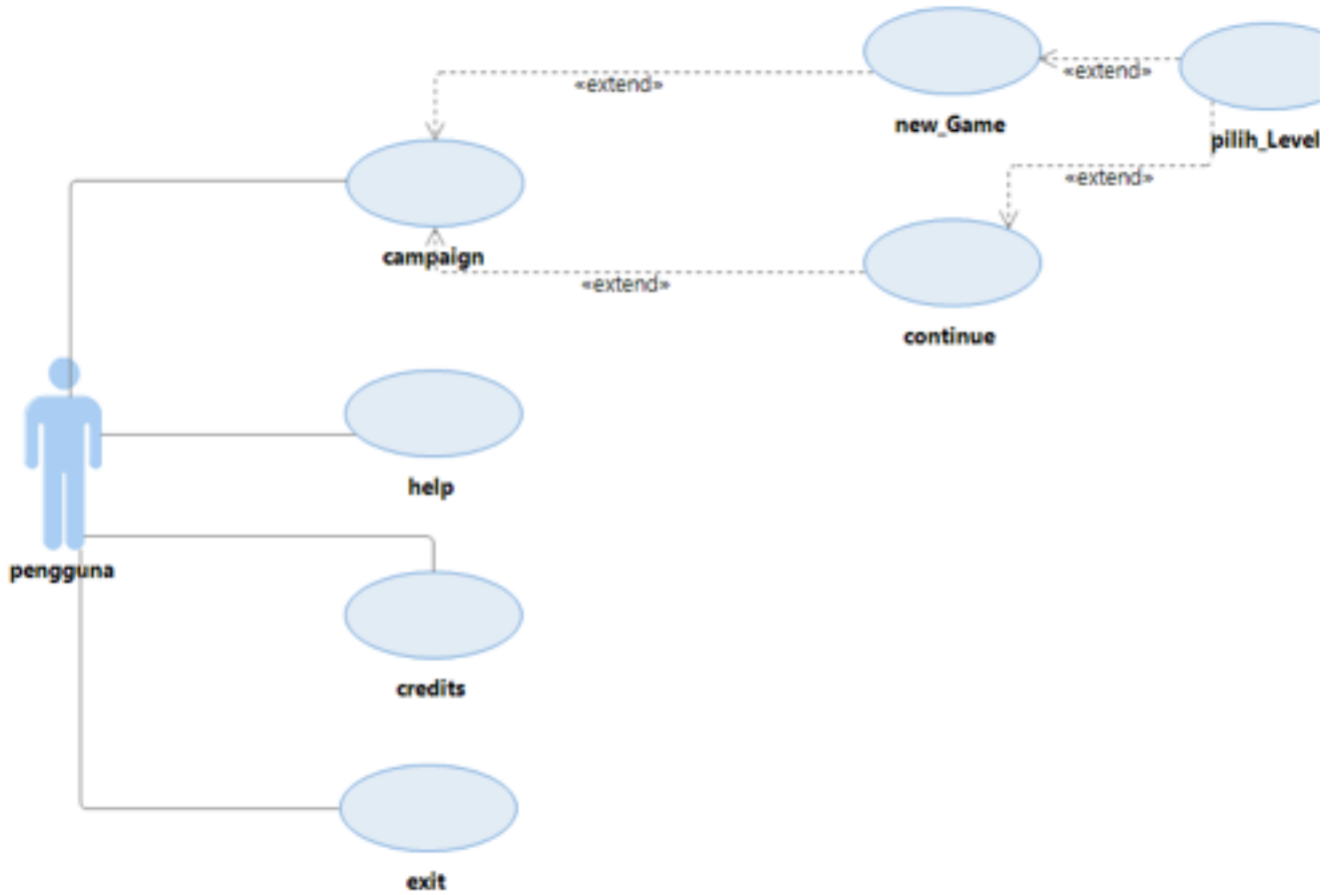 «extend»
«extend»
new_Game
pilih_Level
«extend»
campaign
«extend»
continue
help
pengguna
credits
exit